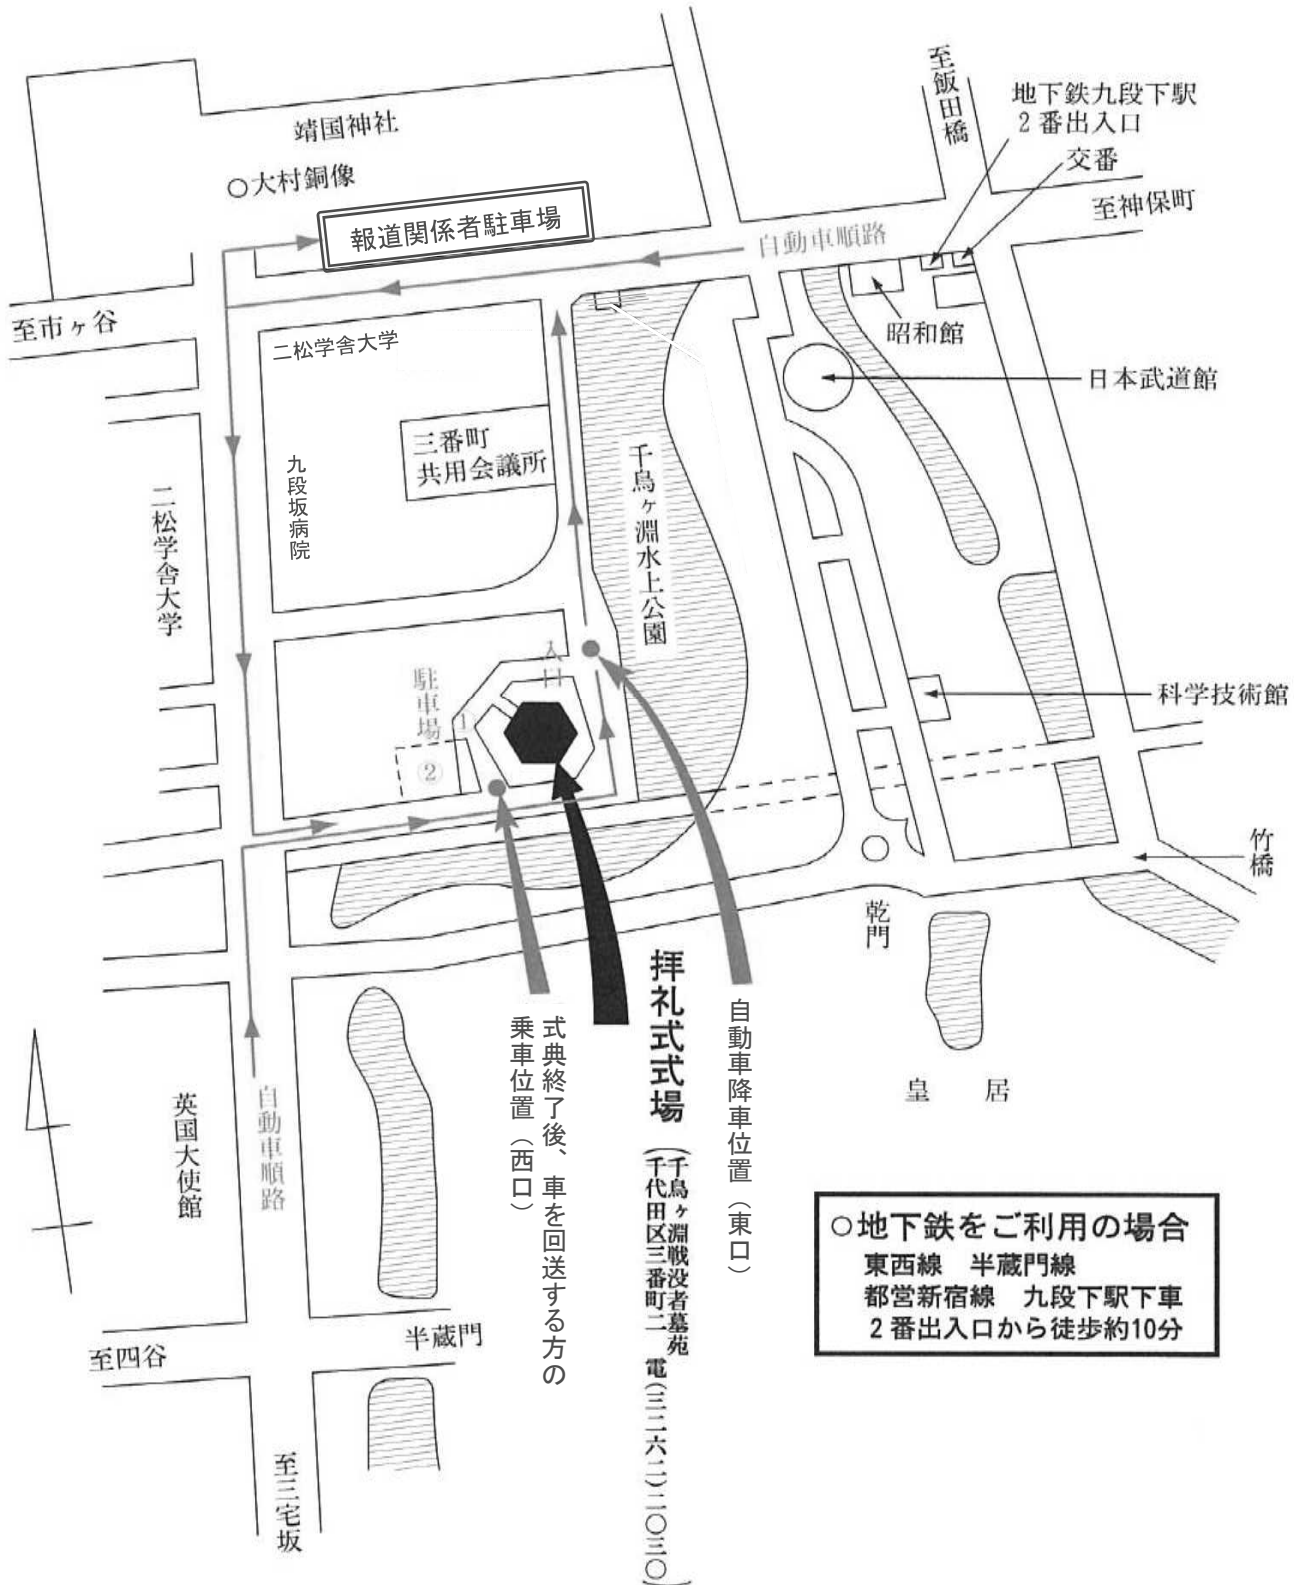 至飯田橋
地下鉄九段下駅
2番出入口
交番
至神保町
靖国神社
○大村銅像
報道関係者駐車場
自動車順路
至市ヶ谷
二松学舎大学
昭和館
日本武道館
三番町
共用会議所
九段坂病院
千鳥ヶ淵水上公園
二松学舎大学
入口
駐車場
①
②
科学技術館
竹橋
乾門
皇居
拝礼式式場
(千鳥ヶ淵戦没者墓苑
千代田区三番町二 電(三二六二)二〇三〇)
自動車降車位置(東口)
式典終了後、車を回送する方の
乗車位置(西口)
英国大使館
自動車順路
半蔵門
至四谷
至三宅坂
○地下鉄をご利用の場合
東西線 半蔵門線
都営新宿線 九段下駅下車
2番出入口から徒歩約10分